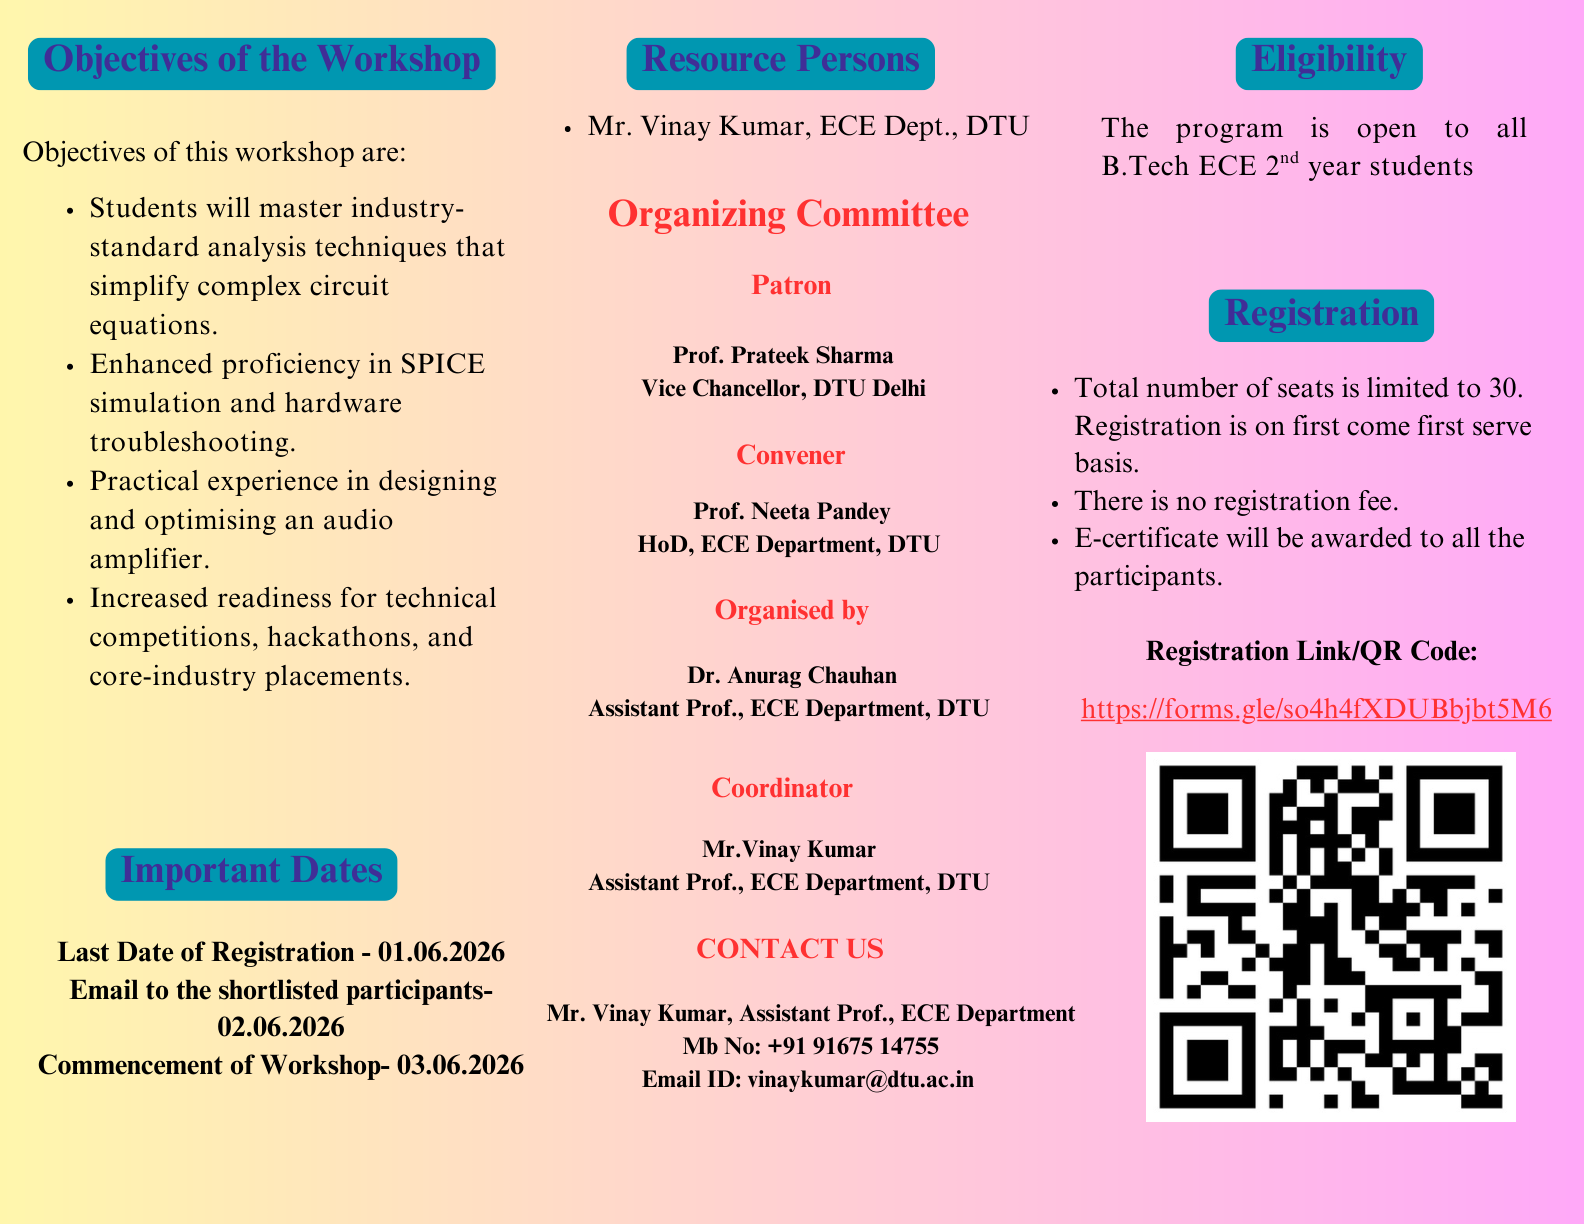 Objectives of the Workshop
Objectives of this workshop are:
• Students will master industry-
standard analysis techniques that
simplify complex circuit
equations.
• Enhanced proficiency in SPICE
simulation and hardware
troubleshooting.
• Practical experience in designing
and optimising an audio
amplifier.
• Increased readiness for technical
competitions, hackathons, and
core-industry placements.
Important Dates
Last Date of Registration - 01.06.2026
Email to the shortlisted participants-
02.06.2026
Commencement of Workshop- 03.06.2026
Resource Persons
• Mr. Vinay Kumar, ECE Dept., DTU
Organizing Committee
Patron
Prof. Prateek Sharma
Vice Chancellor, DTU Delhi
Convener
Prof. Neeta Pandey
HoD, ECE Department, DTU
Organised by
Dr. Anurag Chauhan
Assistant Prof., ECE Department, DTU
Coordinator
Mr.Vinay Kumar
Assistant Prof., ECE Department, DTU
CONTACT US
Mr. Vinay Kumar, Assistant Prof., ECE Department
Mb No: +91 91675 14755
Email ID: vinaykumar@dtu.ac.in
Eligibility
The program is open to all
B.Tech ECE 2nd year students
Registration
• Total number of seats is limited to 30.
Registration is on first come first serve
basis.
• There is no registration fee.
• E-certificate will be awarded to all the
participants.
Registration Link/QR Code:
https://forms.gle/so4h4fXDUBbjbt5M6